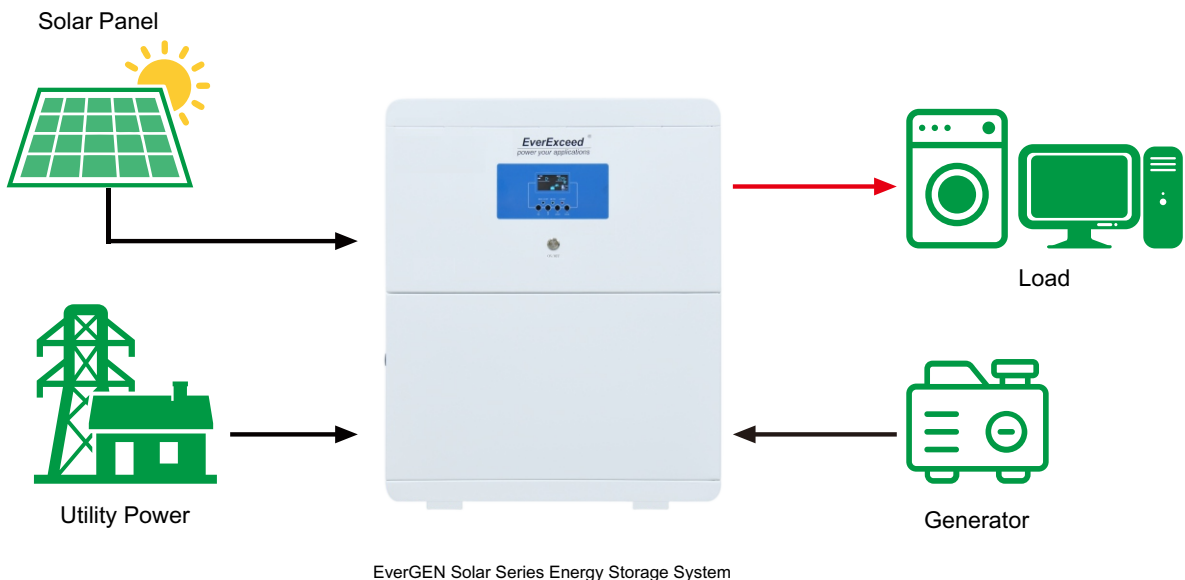 Solar Panel
EverExceed ®
power your applications
Load
Utility Power
Generator
EverGEN Solar Series Energy Storage System